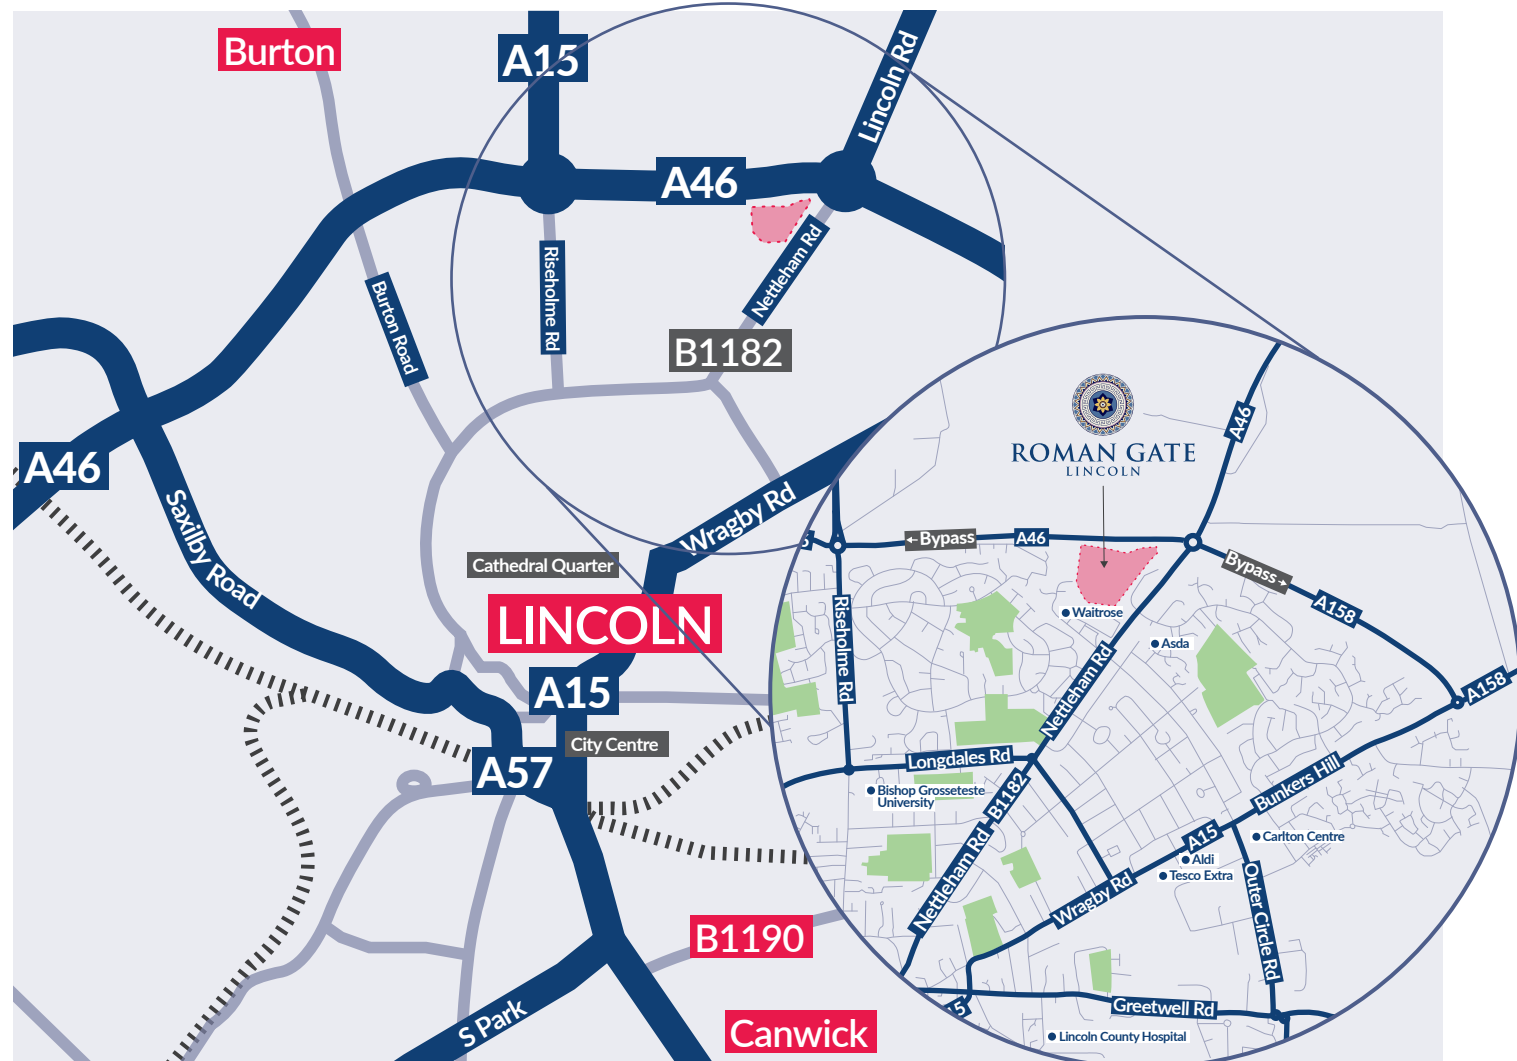 Burton
A15
Lincoln Rd
A46
Riseholme Rd
Nettleham Rd
Burton Road
B1182
A46
Saxilby Road
Wragby Rd
Cathedral Quarter
LINCOLN
A15
City Centre
A57
B1190
S Park
Canwick
ROMAN GATE
LINCOLN
A46
←Bypass
A46
Bypass→
A158
A158
Waitrose
Asda
Riseholme Rd
Nettleham Rd
Longdales Rd
Bishop Grosseteste
University
B1182
Nettleham Rd
Bunkers Hill
A15
Carlton Centre
Aldi
Tesco Extra
Wragby Rd
Outer Circle Rd
Greetwell Rd
15
Lincoln County Hospital